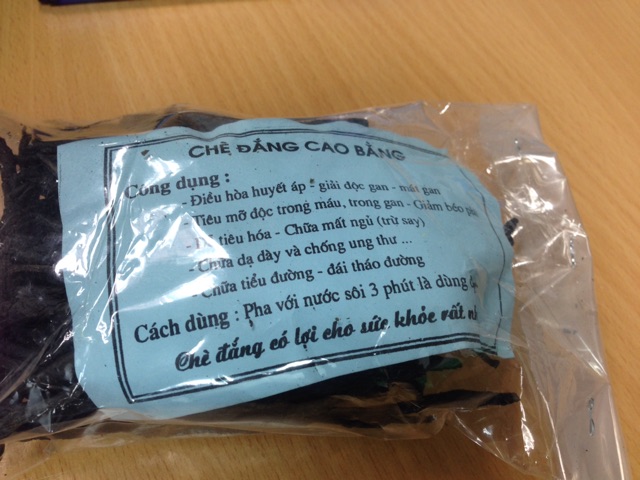 CHÈ ĐẮNG CAO BẰNG
Công dụng :
- Điều hòa huyết áp - giải độc gan - mát gan
- Tiêu mỡ độc trong máu, trong gan - Giảm béo
tiêu hóa - Chữa mất ngủ (trừ say)
- Chữa dạ dày và chống ung thư ...
- Chữa tiểu đường - đái tháo đường
Cách dùng : Pha với nước sôi 3 phút là dùng
Chè đắng có lợi cho sức khỏe rất